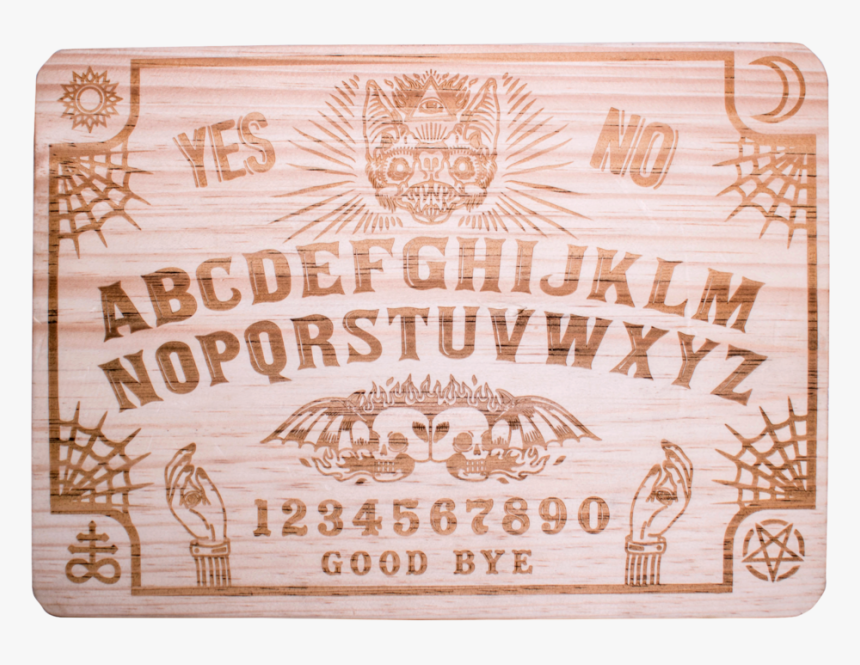 YES NO
ABCDEFGHIJKLM
NOPQRSTUVWXYZ
1234567890
GOOD BYE